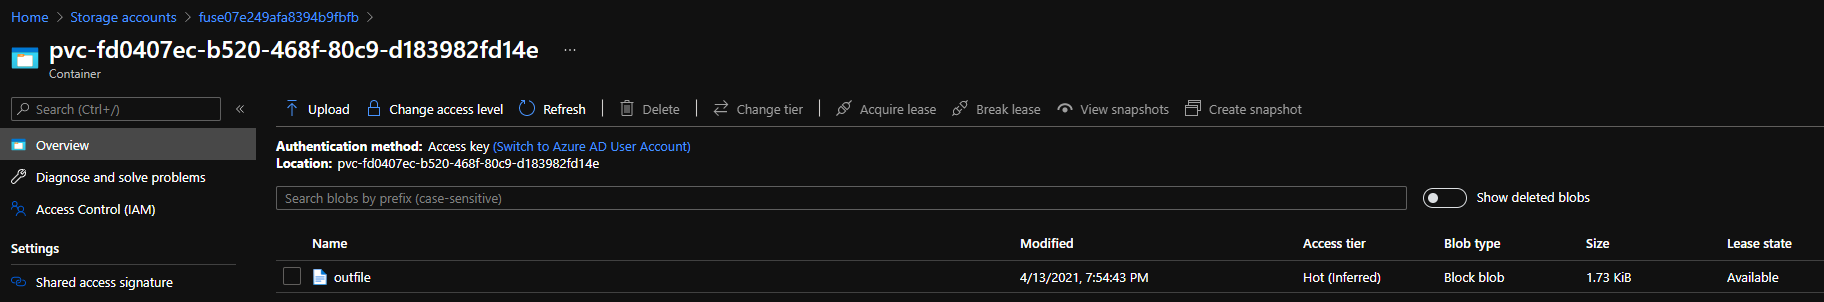 Home > Storage accounts > fuse07e249afa8394b9fbfb >
pvc-fd0407ec-b520-468f-80c9-d183982fd14e ...
Container
Search (Ctrl+/) «
Upload Change access level Refresh Delete Change tier Acquire lease Break lease View snapshots Create snapshot
Overview
Diagnose and solve problems
Access Control (IAM)
Settings
Shared access signature
Authentication method: Access key (Switch to Azure AD User Account)
Location: pvc-fd0407ec-b520-468f-80c9-d183982fd14e
Search blobs by prefix (case-sensitive)
Show deleted blobs
Name Modified Access tier Blob type Size Lease state
outfile 4/13/2021, 7:54:43 PM Hot (Inferred) Block blob 1.73 KiB Available